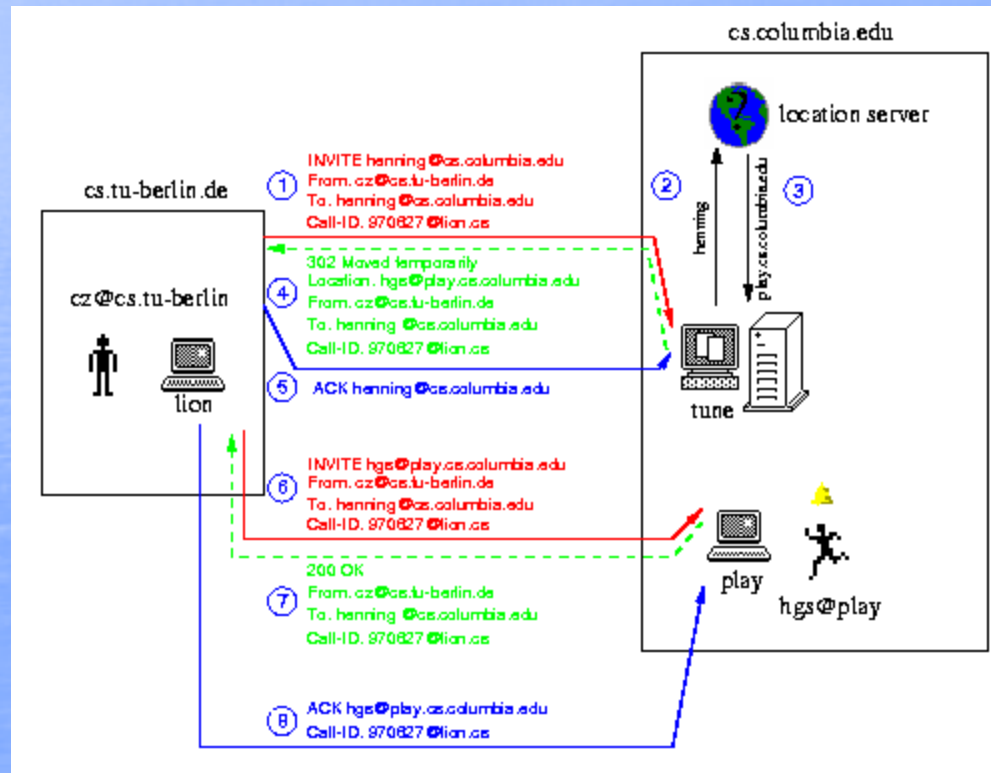 cs.columbia.edu
location server
cs.tu-berlin.de
1
INVITE henning@cs.columbia.edu
From. cz@cs.tu-berlin.de
To. henning@cs.columbia.edu
Call-ID. 970827@lion.cs
2
henning
3
play.cs.columbia.edu
cz@cs.tu-berlin
lion
4
302 Moved temporarily
Location. hgs@play.cs.columbia.edu
From. cz@cs.tu-berlin.de
To. henning @cs.columbia.edu
Call-ID. 970827@lion.cs
5
ACK henning@cs.columbia.edu
tune
6
INVITE hgs@play.cs.columbia.edu
From. cz@cs.tu-berlin.de
To. henning@cs.columbia.edu
Call-ID. 970827@lion.cs
play
hgs@play
7
200 OK
From. cz@cs.tu-berlin.de
To. henning @cs.columbia.edu
Call-ID. 970827@lion.cs
8
ACK hgs@play.cs.columbia.edu
Call-ID. 970827@lion.cs